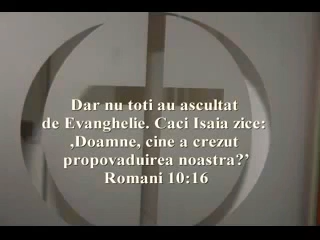 Dar nu toti au ascultat
de Evanghelie. Caci Isaia zice:
‚Doamne, cine a crezut
propovaduirea noastra?’
Romani 10:16